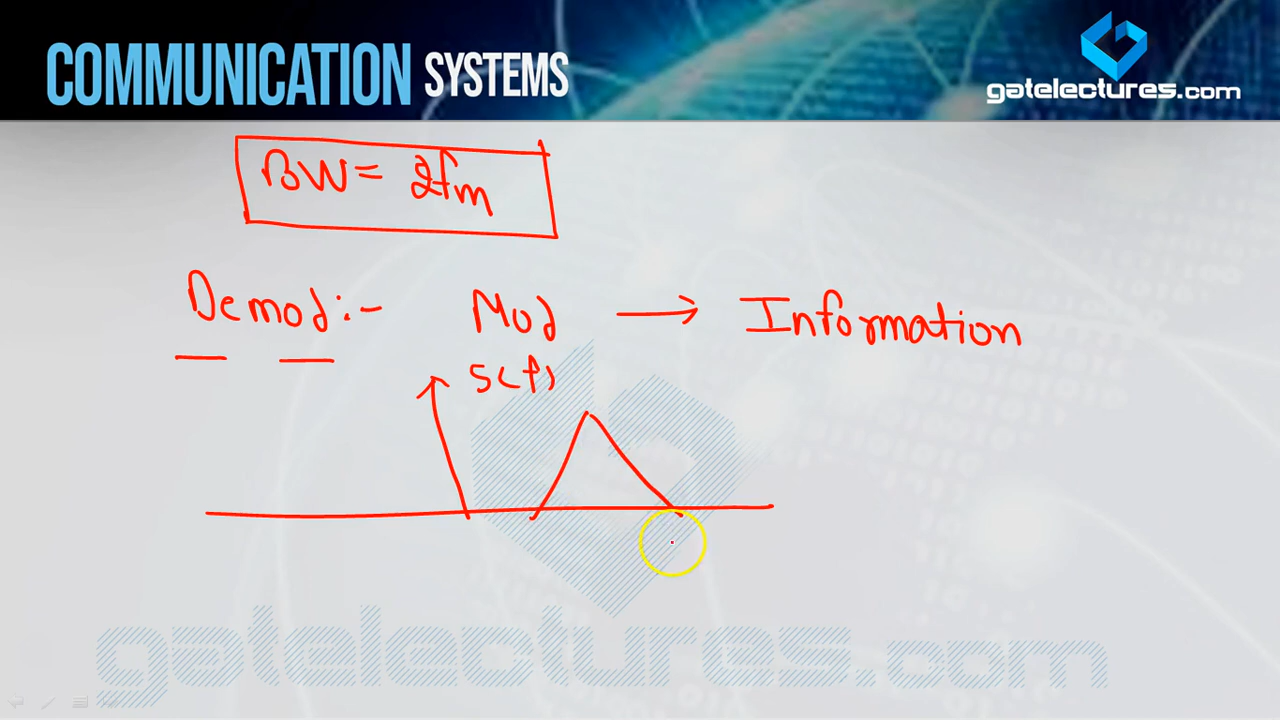 COMMUNICATION SYSTEMS
gatelectures.com
BW = 2fm
Demod :- Mod → Information
S(f)
gatelectures.com